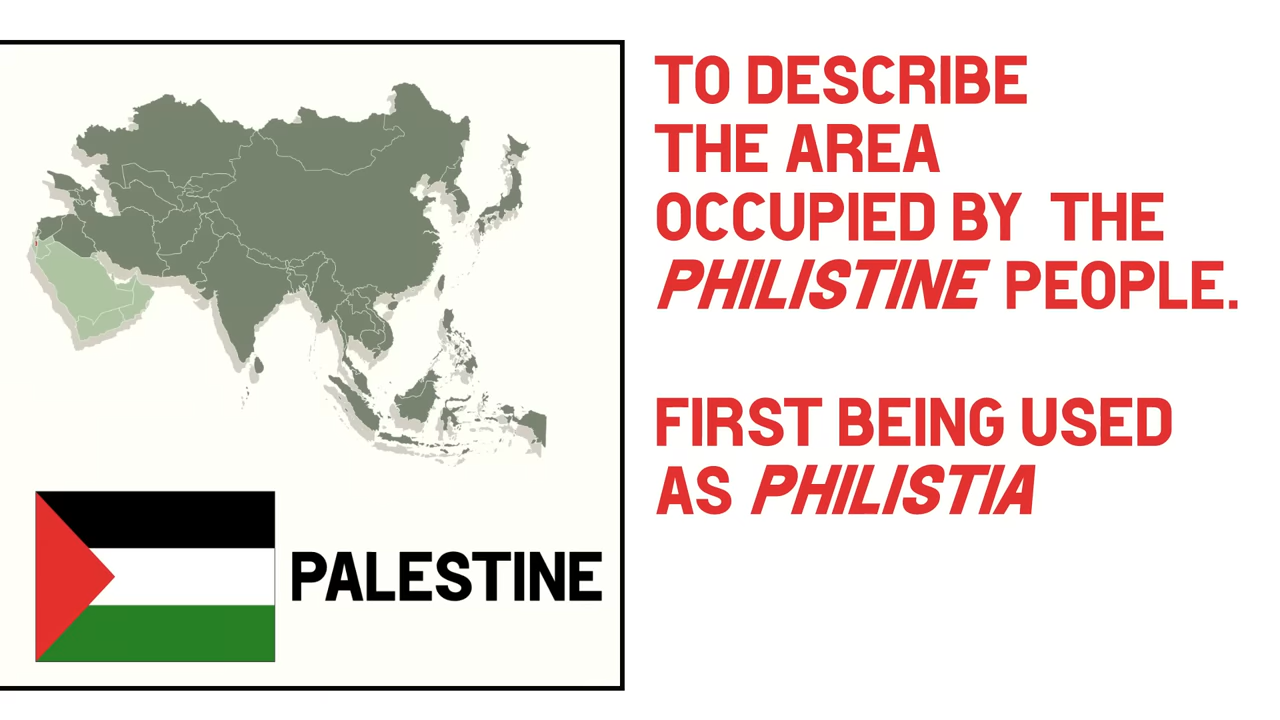 TO DESCRIBE
THE AREA
OCCUPIED BY THE
PHILISTINE PEOPLE.
FIRST BEING USED
AS PHILISTIA
PALESTINE